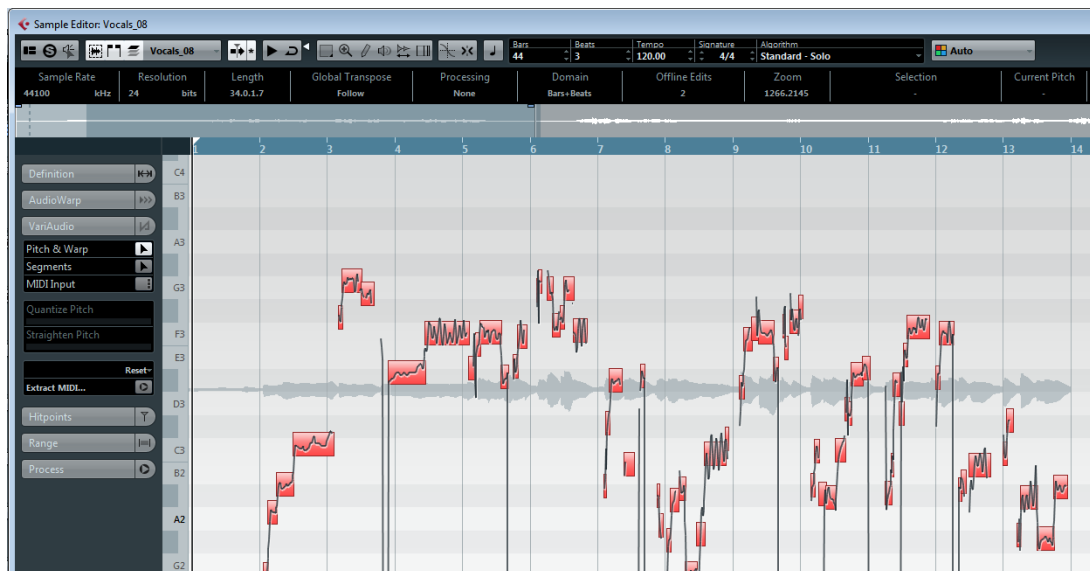 Sample Editor: Vocals_08
Vocals_08
Bars Beats Tempo Signature Algorithm
44 3 120.00 4/4 Standard - Solo
Auto
Sample Rate Resolution Length Global Transpose Processing Domain Offline Edits Zoom Selection Current Pitch
44100 kHz 24 bits 34.0.1.7 Follow None Bars+Beats 2 1266.2145 - -
1 2 3 4 5 6 7 8 9 10 11 12 13 14
Definition
AudioWarp
VariAudio
Pitch & Warp
Segments
MIDI Input
Quantize Pitch
Straighten Pitch
Reset
Extract MIDI...
Hitpoints
Range
Process
C4
B3
A3
G3
F3
E3
D3
C3
B2
A2
G2